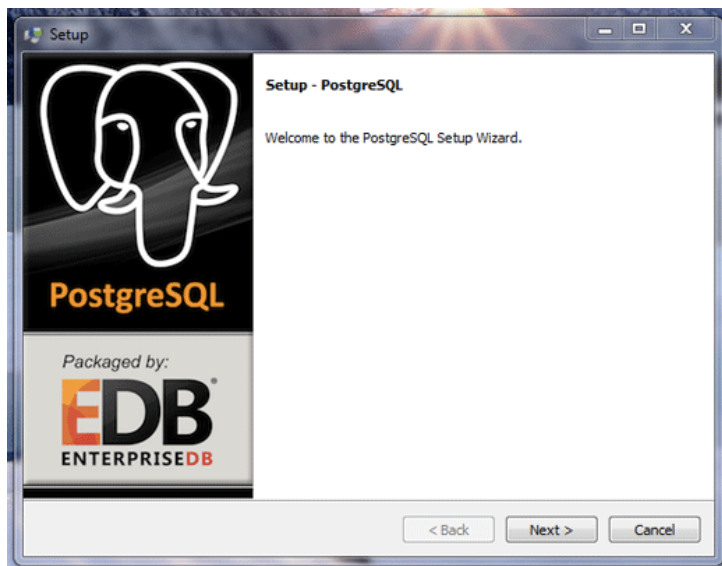 Setup
Setup - PostgreSQL
Welcome to the PostgreSQL Setup Wizard.
PostgreSQL
Packaged by:
EDB
ENTERPRISEDB
< Back Next > Cancel